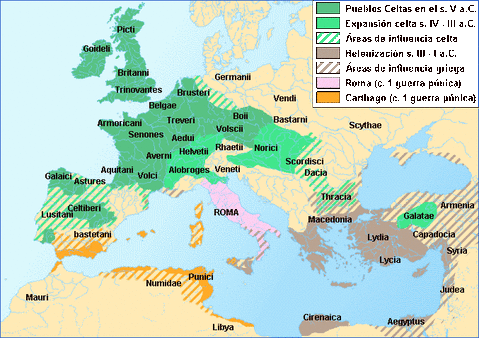 Pueblos Celtas en el s. V a.C.
Expansión celta s. IV - III a.C.
Áreas de influencia celta
Helenización s. III - I a.C.
Áreas de influencia griega
Roma (c. 1 guerra púnica)
Carthago (c. 1 guerra púnica)
Picti
Goideli
Britanni
Trinovantes
Germanii
Brusteri
Vendi
Belgae
Boii
Bastarni
Armoricani
Treveri
Volscii
Scythae
Senones
Aedui
Rhaetii
Norici
Averni
Helvetii
Scordisci
Aquitani
Volci
Alobroges
Veneti
Dacia
Galaici
Astures
Thracia
Armenia
Lusitani
Celtiberi
ROMA
Macedonia
Galatae
bastetani
Lydia
Capadocia
Lycia
Syria
Numidae
Punici
Judea
Mauri
Libya
Cirenaica
Aegyptus